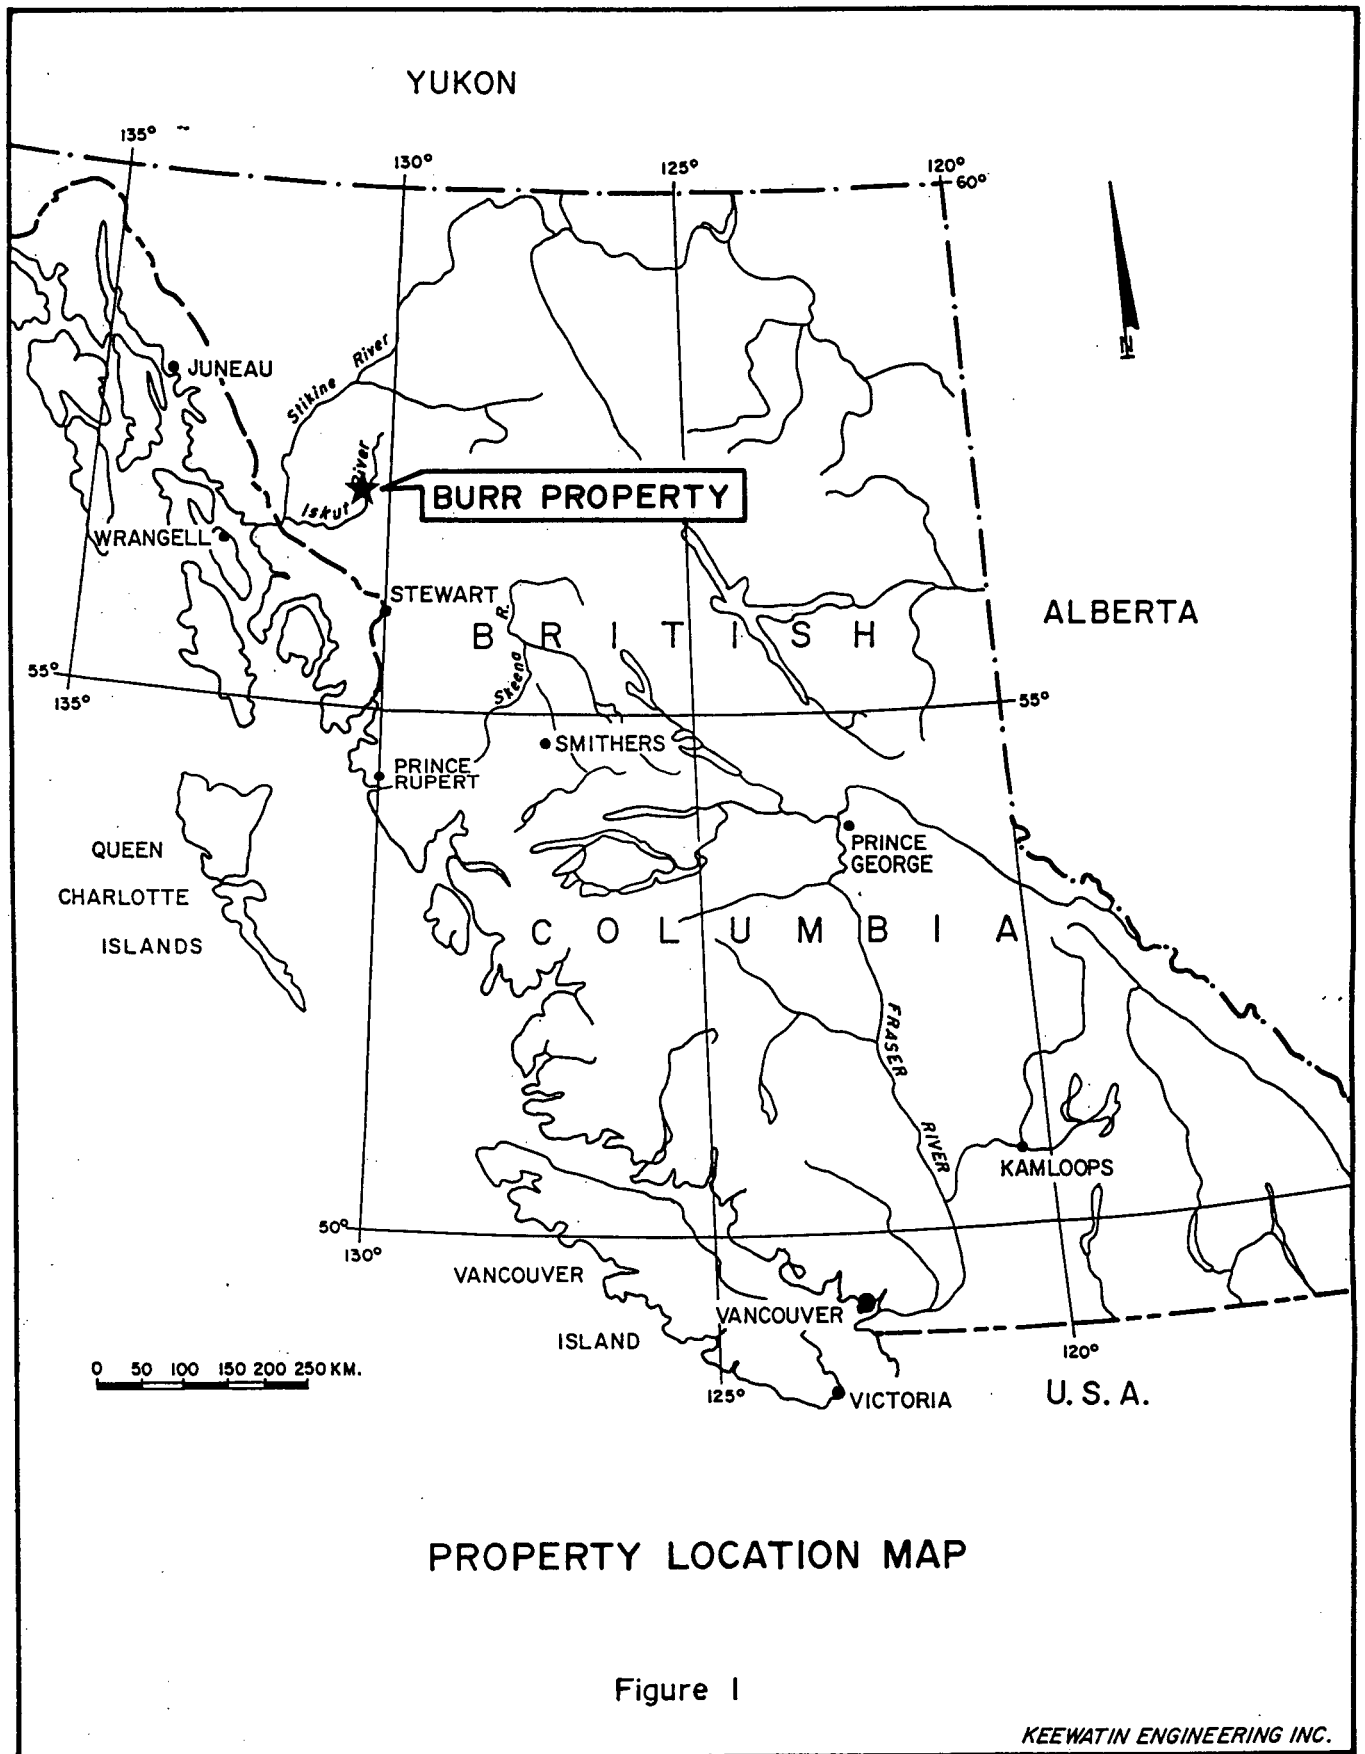 YUKON
135°
130°
125°
120°
60°
N
JUNEAU
Stikine River
Iskut River
BURR PROPERTY
WRANGELL
STEWART
ALBERTA
BRITISH
Skeena R.
55°
135°
55°
SMITHERS
PRINCE
RUPERT
QUEEN
CHARLOTTE
ISLANDS
PRINCE
GEORGE
COLUMBIA
FRASER RIVER
KAMLOOPS
50°
130°
VANCOUVER
ISLAND
VANCOUVER
120°
125°
VICTORIA
U.S.A.
0 50 100 150 200 250 KM.
PROPERTY LOCATION MAP
Figure 1
KEEWATIN ENGINEERING INC.